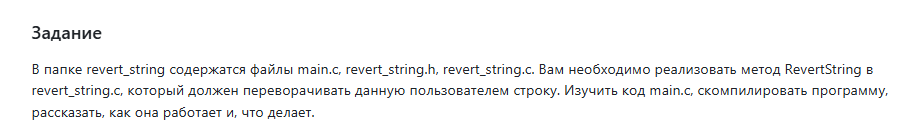 Задание
В папке revert_string содержатся файлы main.c, revert_string.h, revert_string.c. Вам необходимо реализовать метод RevertString в
revert_string.c, который должен переворачивать данную пользователем строку. Изучить код main.c, скомпилировать программу,
рассказать, как она работает и, что делает.